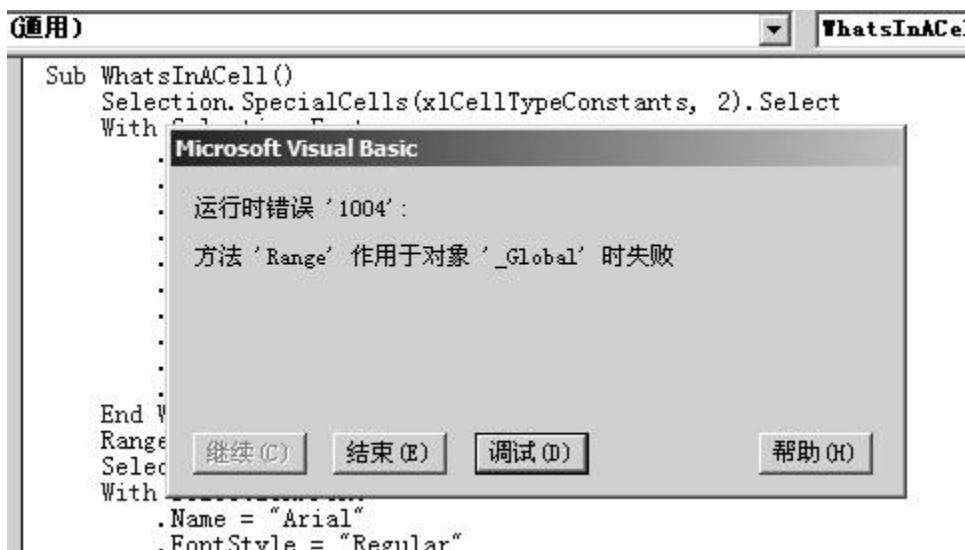 (通用)
WhatsInACel
Sub WhatsInACell()
Selection.SpecialCells(xlCellTypeConstants, 2).Select
With
Microsoft Visual Basic
运行时错误 '1004':
方法 'Range' 作用于对象 '_Global' 时失败
End W
Range
Selec
With
继续(C)
结束(E)
调试(D)
帮助(H)
.Name = "Arial"
.FontStyle = "Regular"